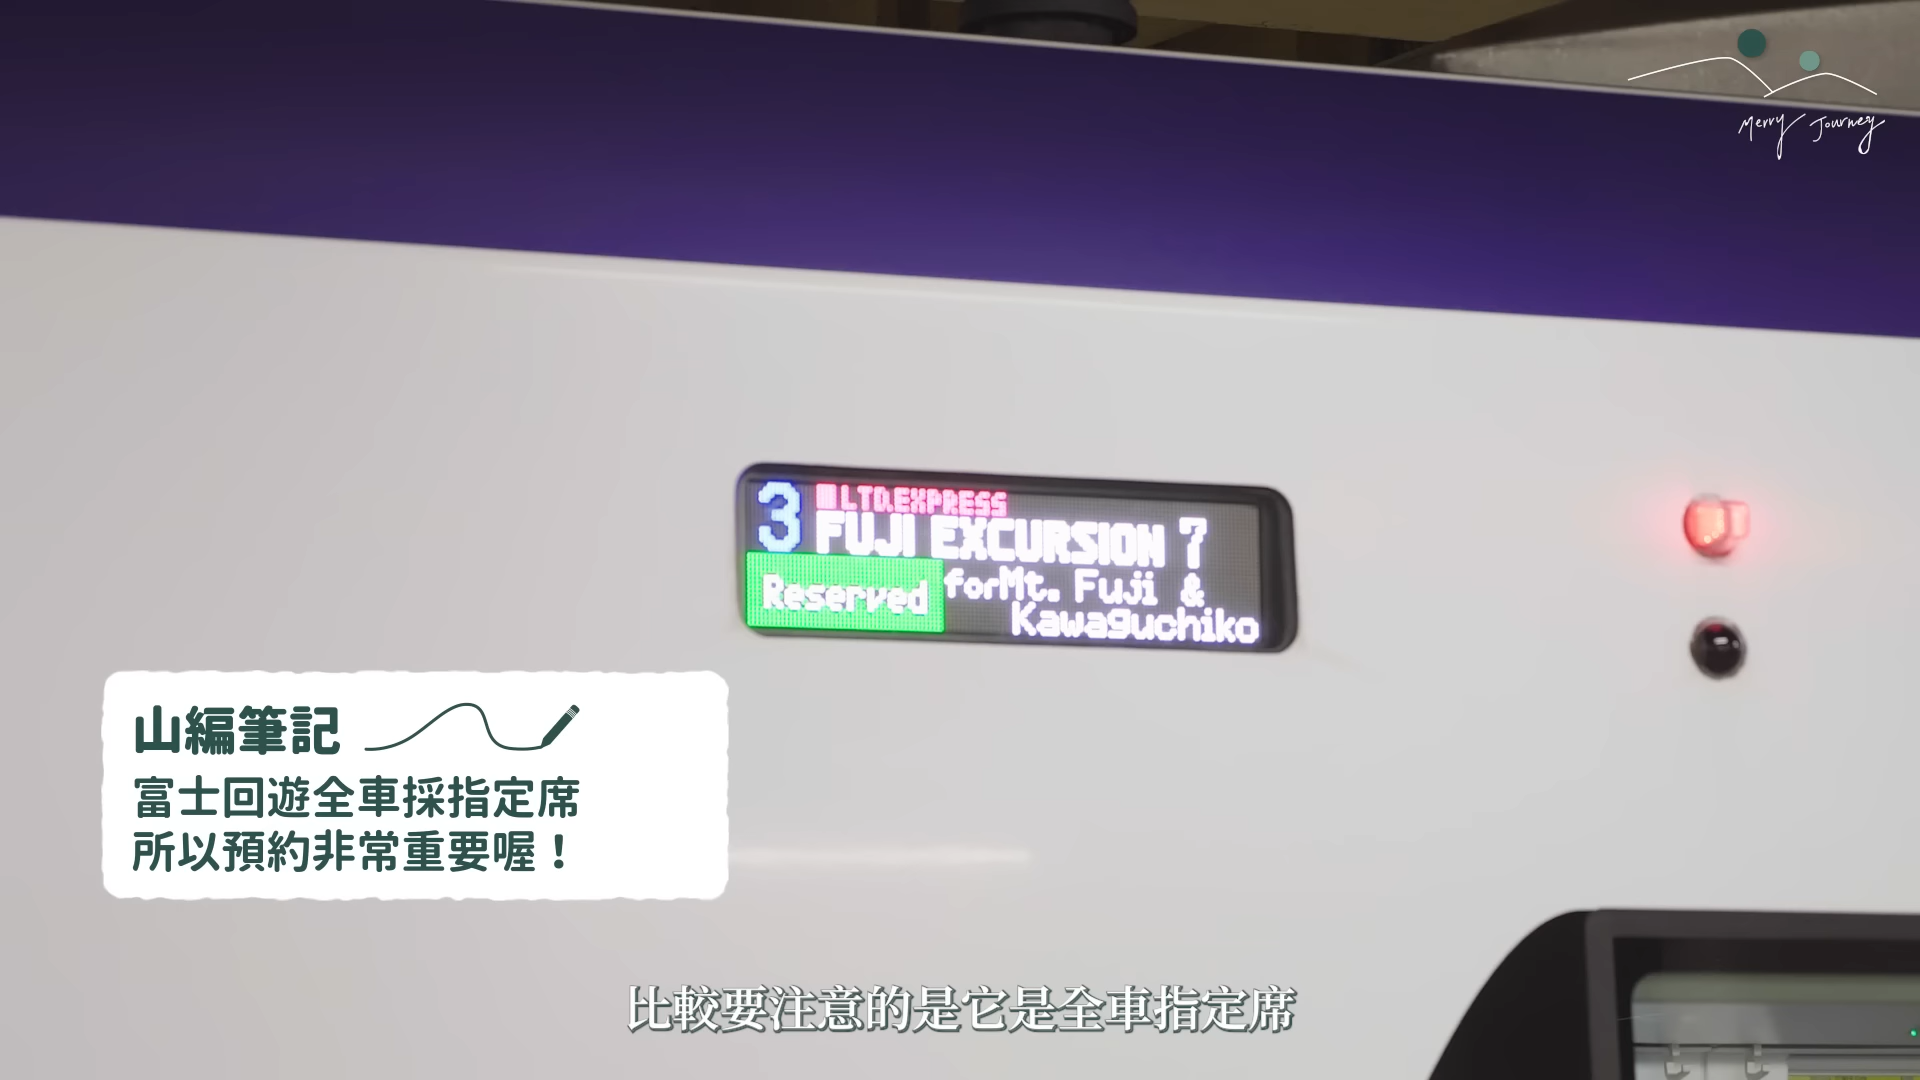 Merry Journey
3 LTD.EXPRESS
FUJI EXCURSION 7
Reserved for Mt. Fuji &
Kawaguchiko
山編筆記
富士回遊全車採指定席
所以預約非常重要喔！
比較要注意的是它是全車指定席